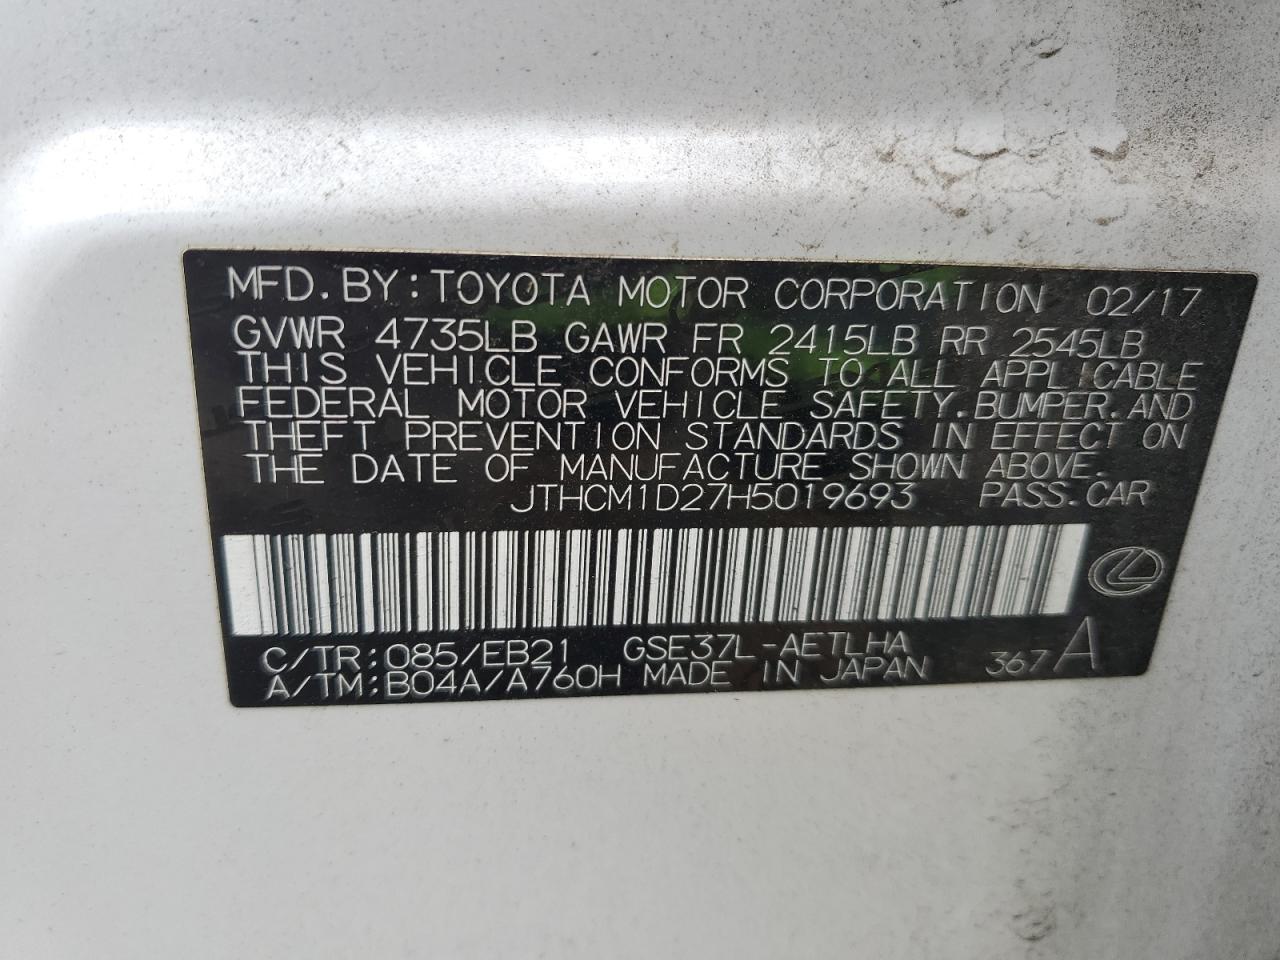 MFD. BY: TOYOTA MOTOR CORPORATION 02/17
GVWR 4735LB GAWR FR 2415LB RR 2545LB
THIS VEHICLE CONFORMS TO ALL APPLICABLE
FEDERAL MOTOR VEHICLE SAFETY. BUMPER. AND
THEFT PREVENTION STANDARDS IN EFFECT ON
THE DATE OF MANUFACTURE SHOWN ABOVE.
JTHCM1D27H5019693 PASS. CAR
C/TR: 085/EB21 GSE37L-AETLHA
A/TM: B04A/A760H MADE IN JAPAN 367 A